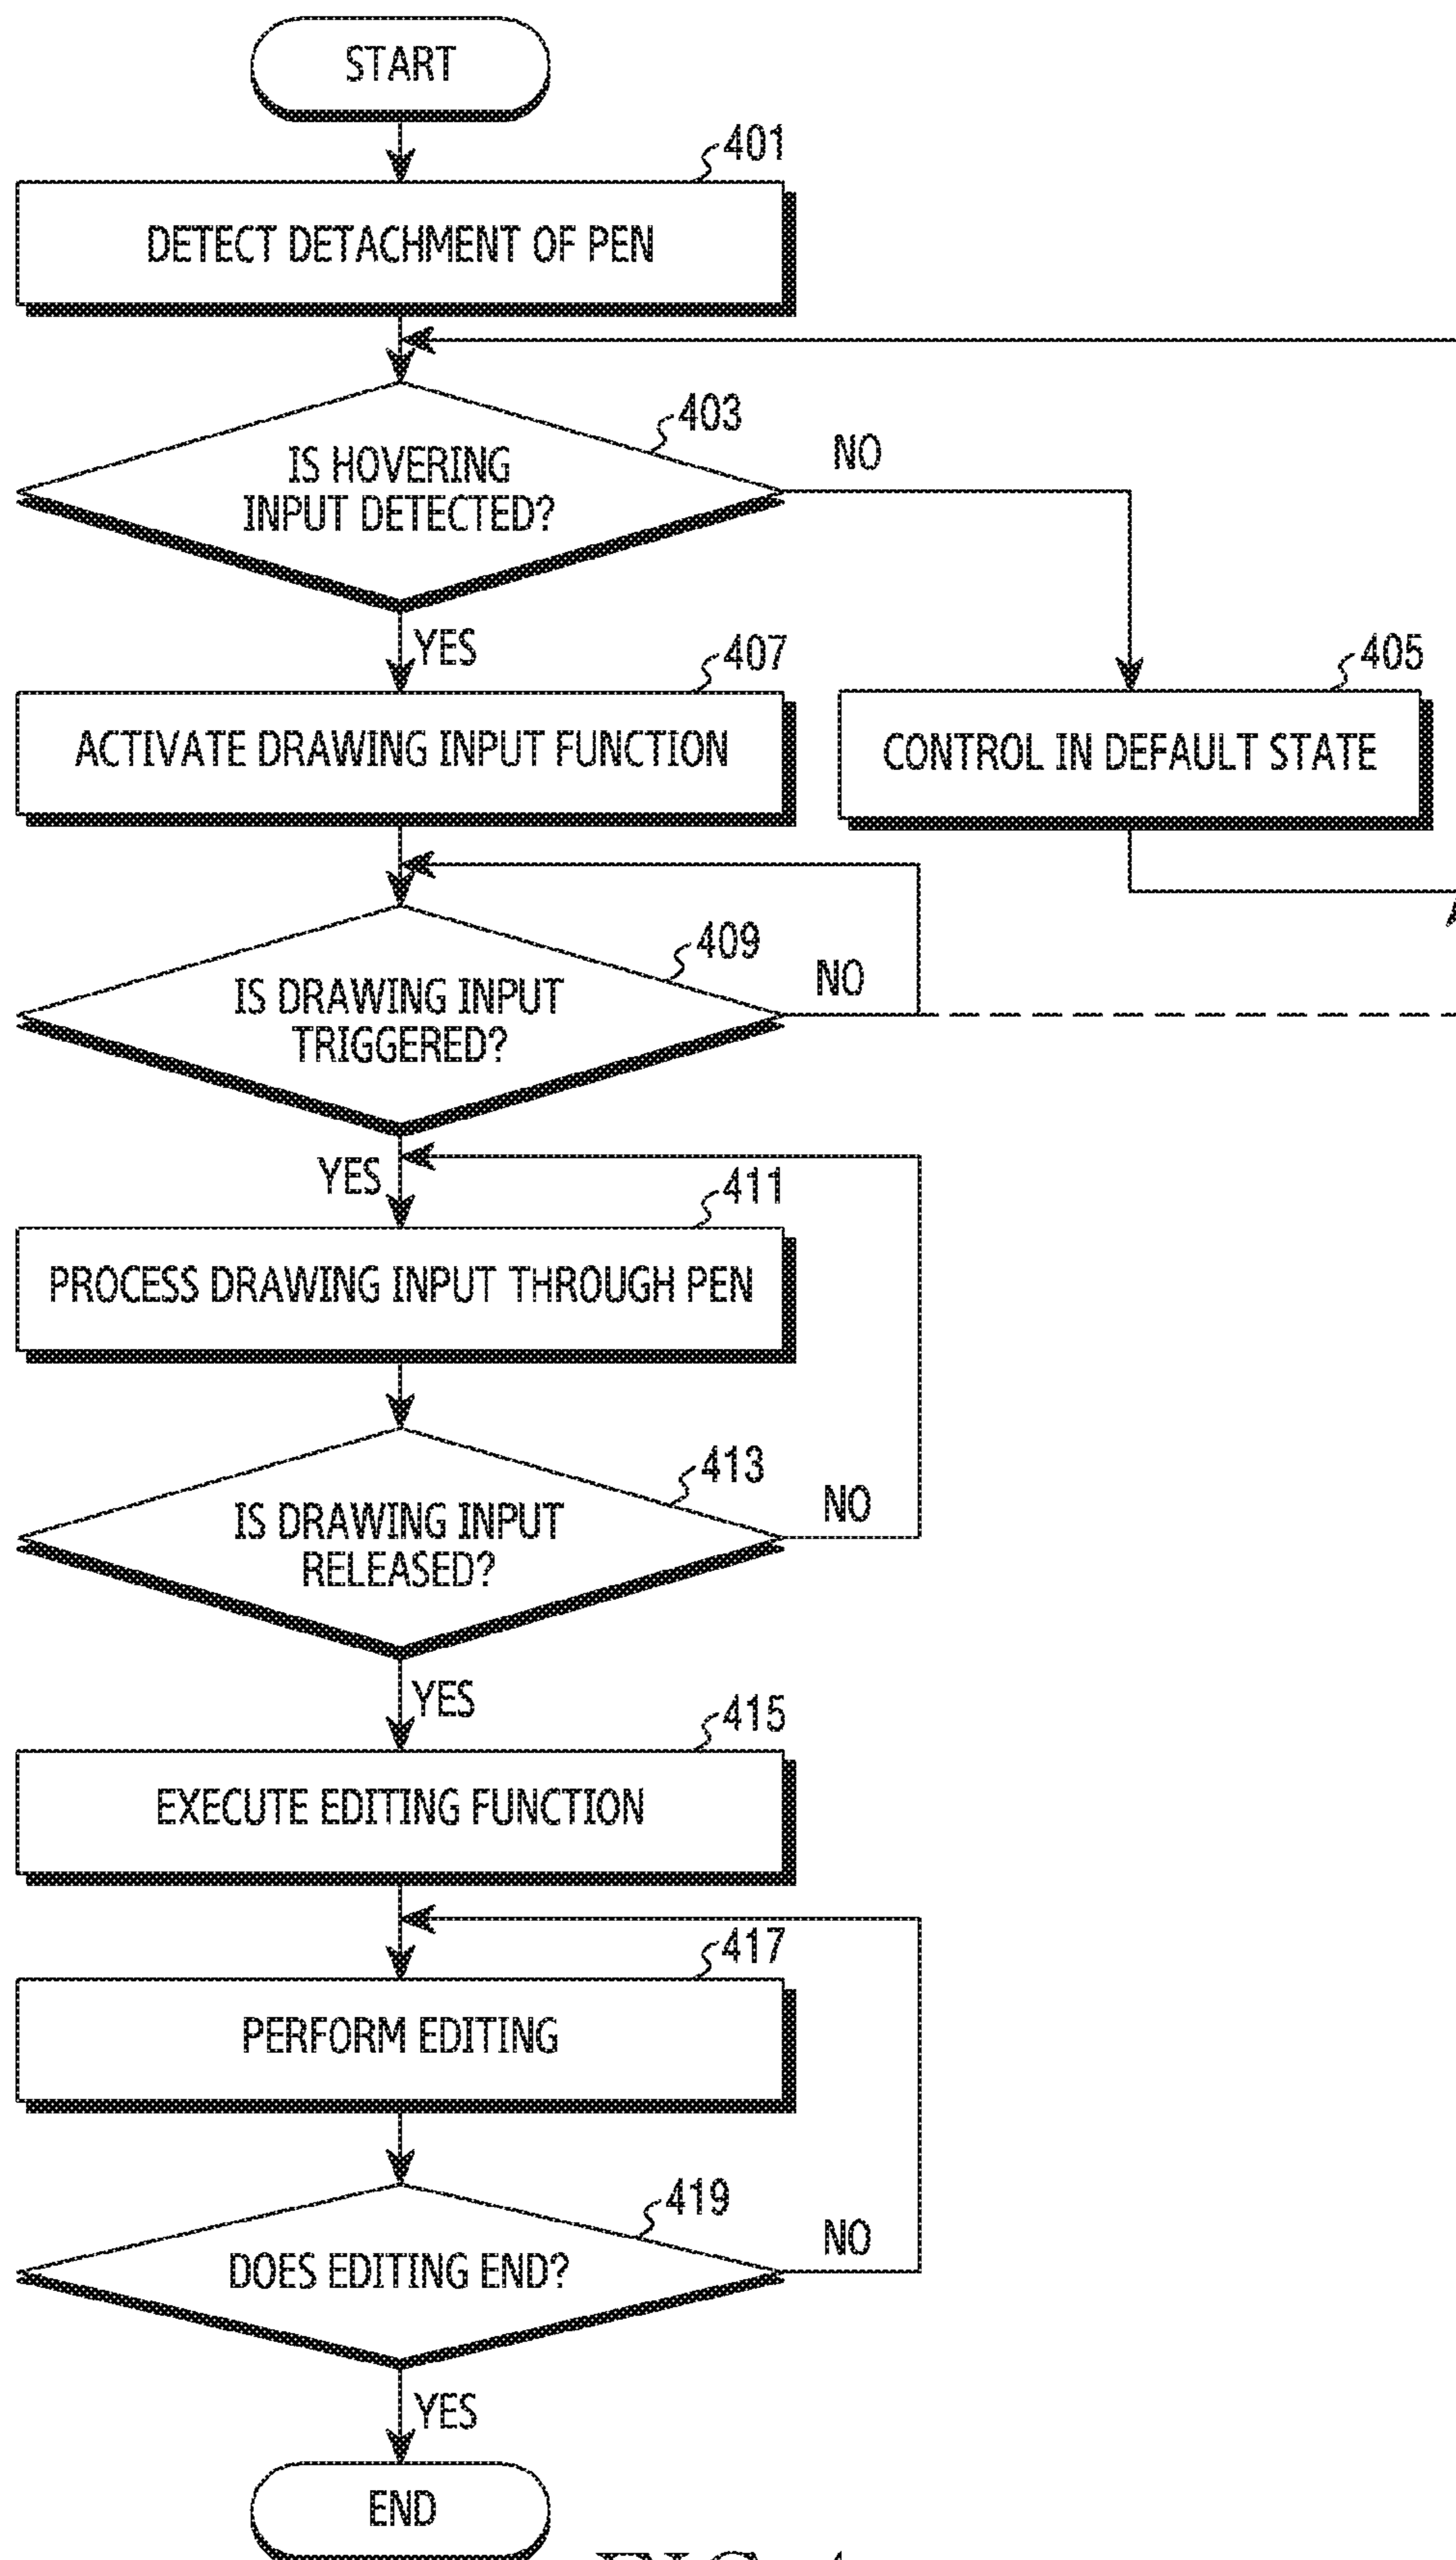 START
401
DETECT DETACHMENT OF PEN
403
IS HOVERING
INPUT DETECTED?
NO
YES
407
ACTIVATE DRAWING INPUT FUNCTION
405
CONTROL IN DEFAULT STATE
409
IS DRAWING INPUT
TRIGGERED?
NO
YES
411
PROCESS DRAWING INPUT THROUGH PEN
413
IS DRAWING INPUT
RELEASED?
NO
YES
415
EXECUTE EDITING FUNCTION
417
PERFORM EDITING
419
DOES EDITING END?
NO
YES
END